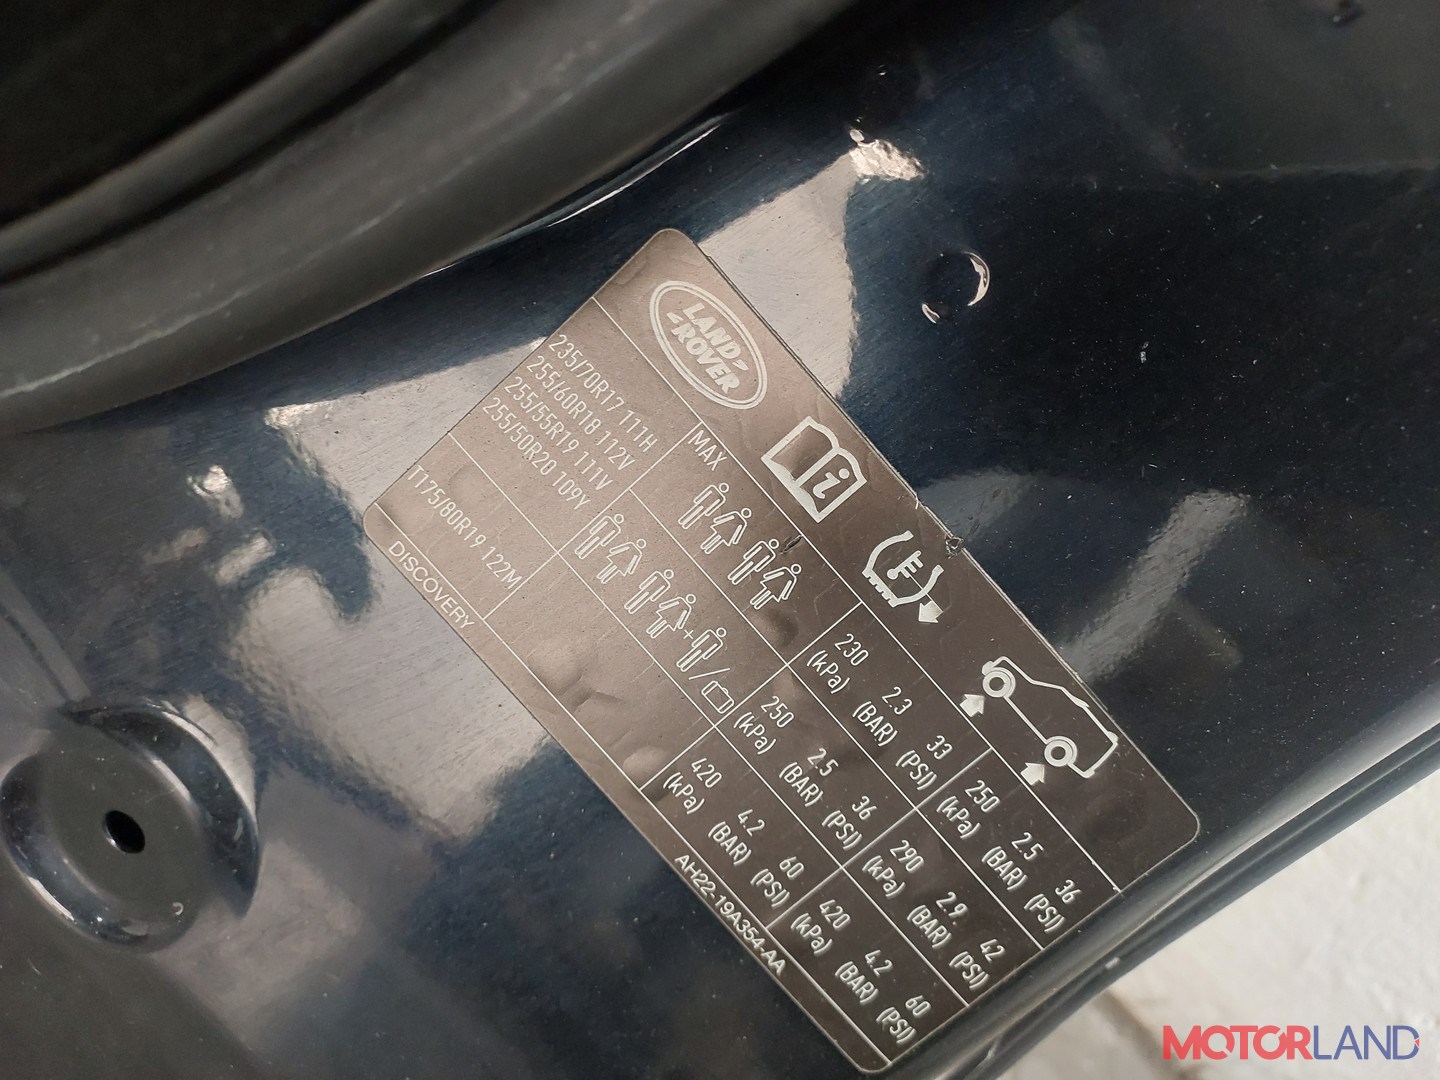 LAND-
-ROVER
235/70R17 111H
255/60R18 112V
255/55R19 111V
255/50R20 109Y
MAX
230 (kPa) 2.3 (BAR) 33 (PSI)
250 (kPa) 2.5 (BAR) 36 (PSI)
250 (kPa) 2.5 (BAR) 36 (PSI)
290 (kPa) 2.9 (BAR) 42 (PSI)
T175/80R19 122M
420 (kPa) 4.2 (BAR) 60 (PSI)
420 (kPa) 4.2 (BAR) 60 (PSI)
DISCOVERY
AH22-19A354-AA
MOTORLAND